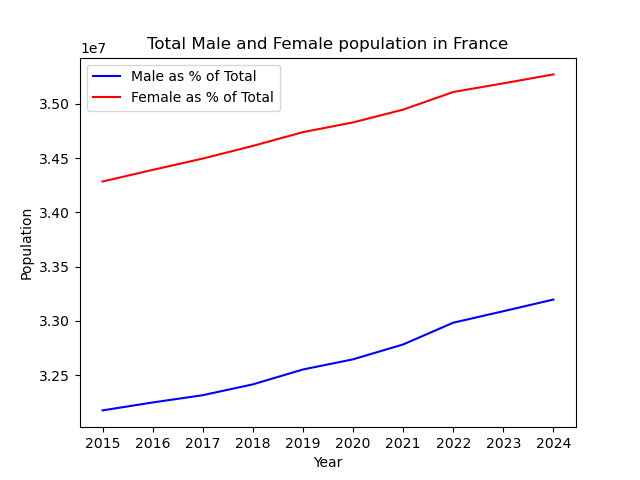 Total Male and Female population in France
1e7
Male as % of Total
Female as % of Total
3.50
3.45
3.40
3.35
3.30
3.25
Population
2015 2016 2017 2018 2019 2020 2021 2022 2023 2024
Year